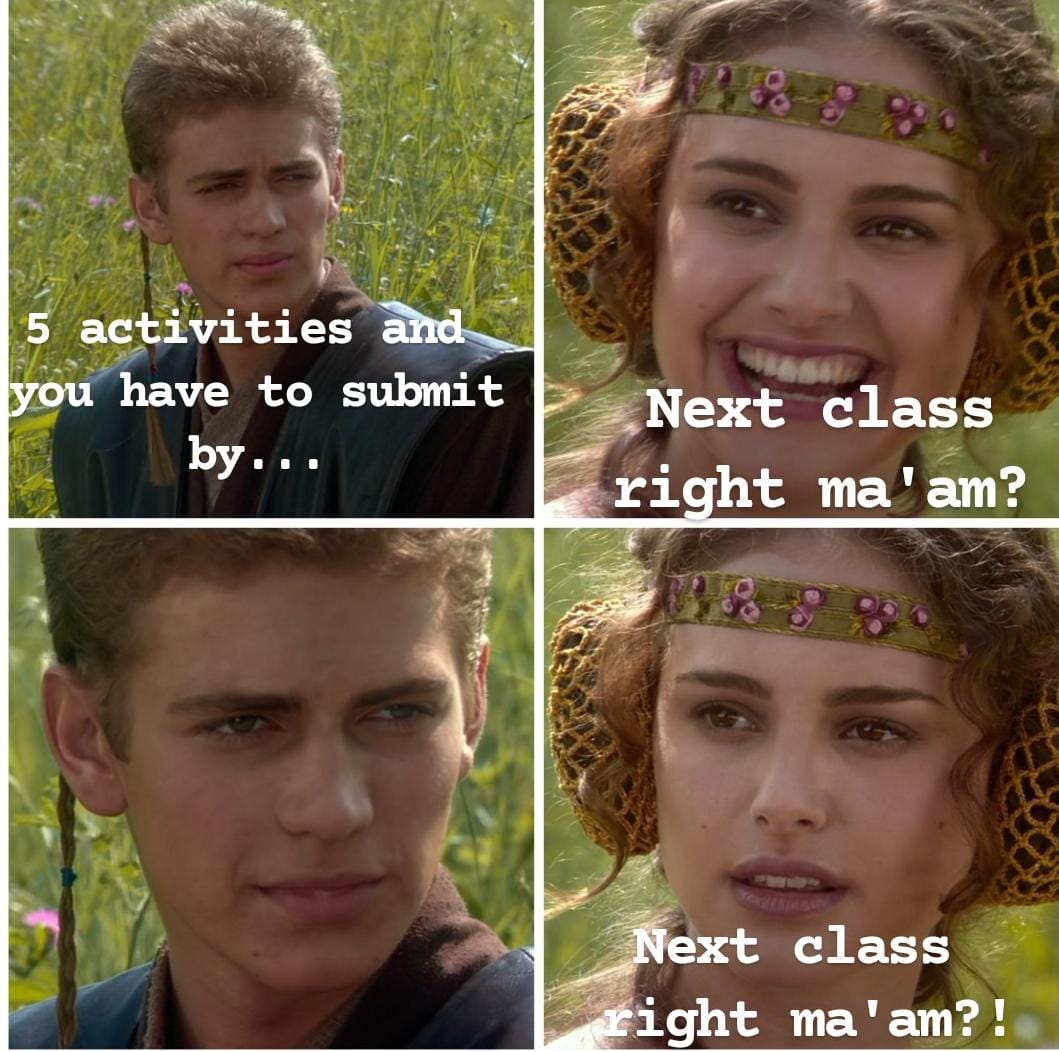 5 activities and
you have to submit
by...
Next class
right ma'am?
Next class
right ma'am?!